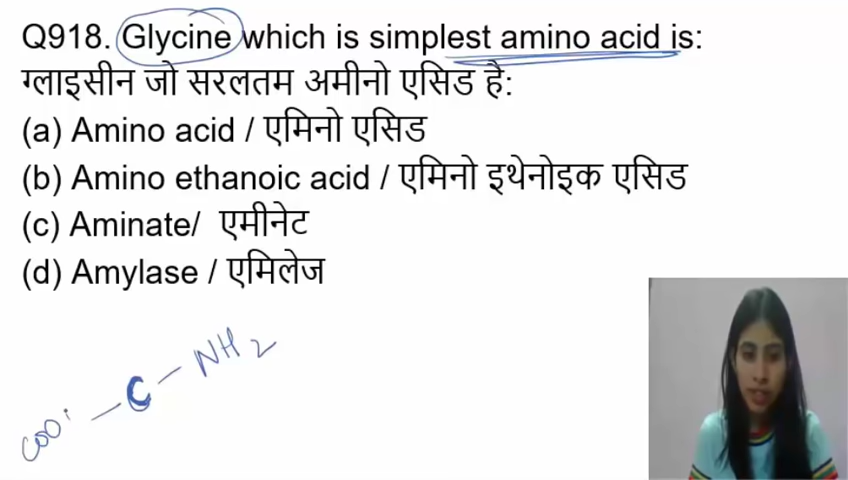 Q918. Glycine which is simplest amino acid is:
ग्लाइसीन जो सरलतम अमीनो एसिड है:
(a) Amino acid / एमिनो एसिड
(b) Amino ethanoic acid / एमिनो इथेनोइक एसिड
(c) Aminate/ एमीनेट
(d) Amylase / एमिलेज
COO' – C – NH2